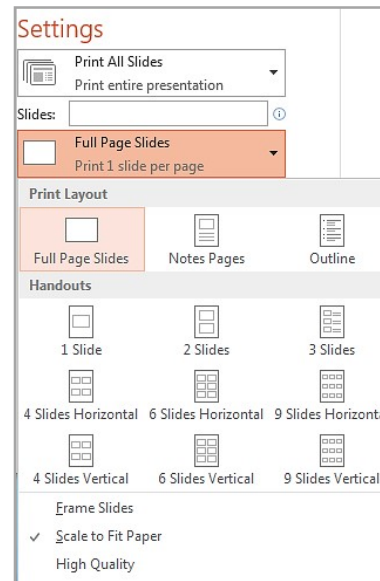 Settings
Print All Slides
Print entire presentation
Slides:
Full Page Slides
Print 1 slide per page
Print Layout
Full Page Slides Notes Pages Outline
Handouts
1 Slide 2 Slides 3 Slides
4 Slides Horizontal 6 Slides Horizontal 9 Slides Horizonta
4 Slides Vertical 6 Slides Vertical 9 Slides Vertical
Frame Slides
Scale to Fit Paper
High Quality